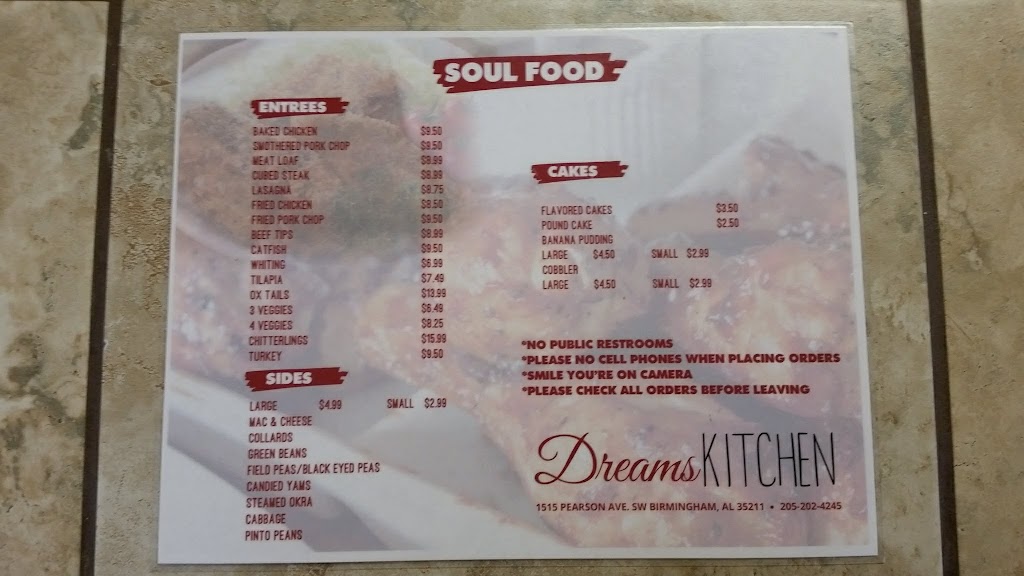 SOUL FOOD
ENTREES
BAKED CHICKEN $9.50
SMOTHERED PORK CHOP $9.50
MEAT LOAF $8.99
CUBED STEAK $8.99
LASAGNA $8.75
FRIED CHICKEN $8.50
FRIED PORK CHOP $9.50
BEEF TIPS $8.99
CATFISH $9.50
WHITING $6.99
TILAPIA $7.49
OX TAILS $13.99
3 VEGGIES $6.49
4 VEGGIES $8.25
CHITTERLINGS $15.99
TURKEY $9.50
SIDES
LARGE $4.99 SMALL $2.99
MAC & CHEESE
COLLARDS
GREEN BEANS
FIELD PEAS/BLACK EYED PEAS
CANDIED YAMS
STEAMED OKRA
CABBAGE
PINTO PEANS
CAKES
FLAVORED CAKES $3.50
POUND CAKE $2.50
BANANA PUDDING
LARGE $4.50 SMALL $2.99
COBBLER
LARGE $4.50 SMALL $2.99
*NO PUBLIC RESTROOMS
*PLEASE NO CELL PHONES WHEN PLACING ORDERS
*SMILE YOU'RE ON CAMERA
*PLEASE CHECK ALL ORDERS BEFORE LEAVING
Dreams KITCHEN
1515 PEARSON AVE. SW BIRMINGHAM, AL 35211 • 205-202-4245